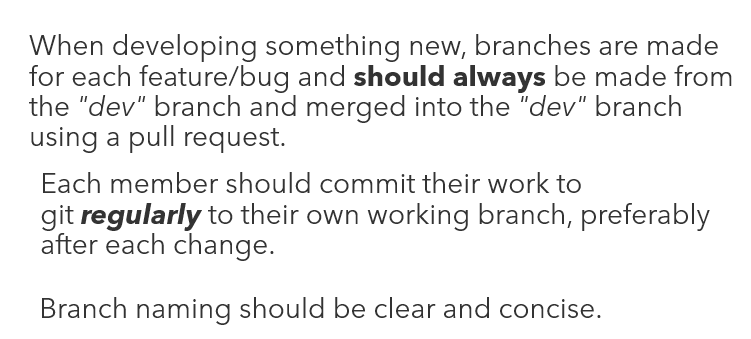 When developing something new, branches are made
for each feature/bug and should always be made from
the "dev" branch and merged into the "dev" branch
using a pull request.
Each member should commit their work to
git regularly to their own working branch, preferably
after each change.
Branch naming should be clear and concise.